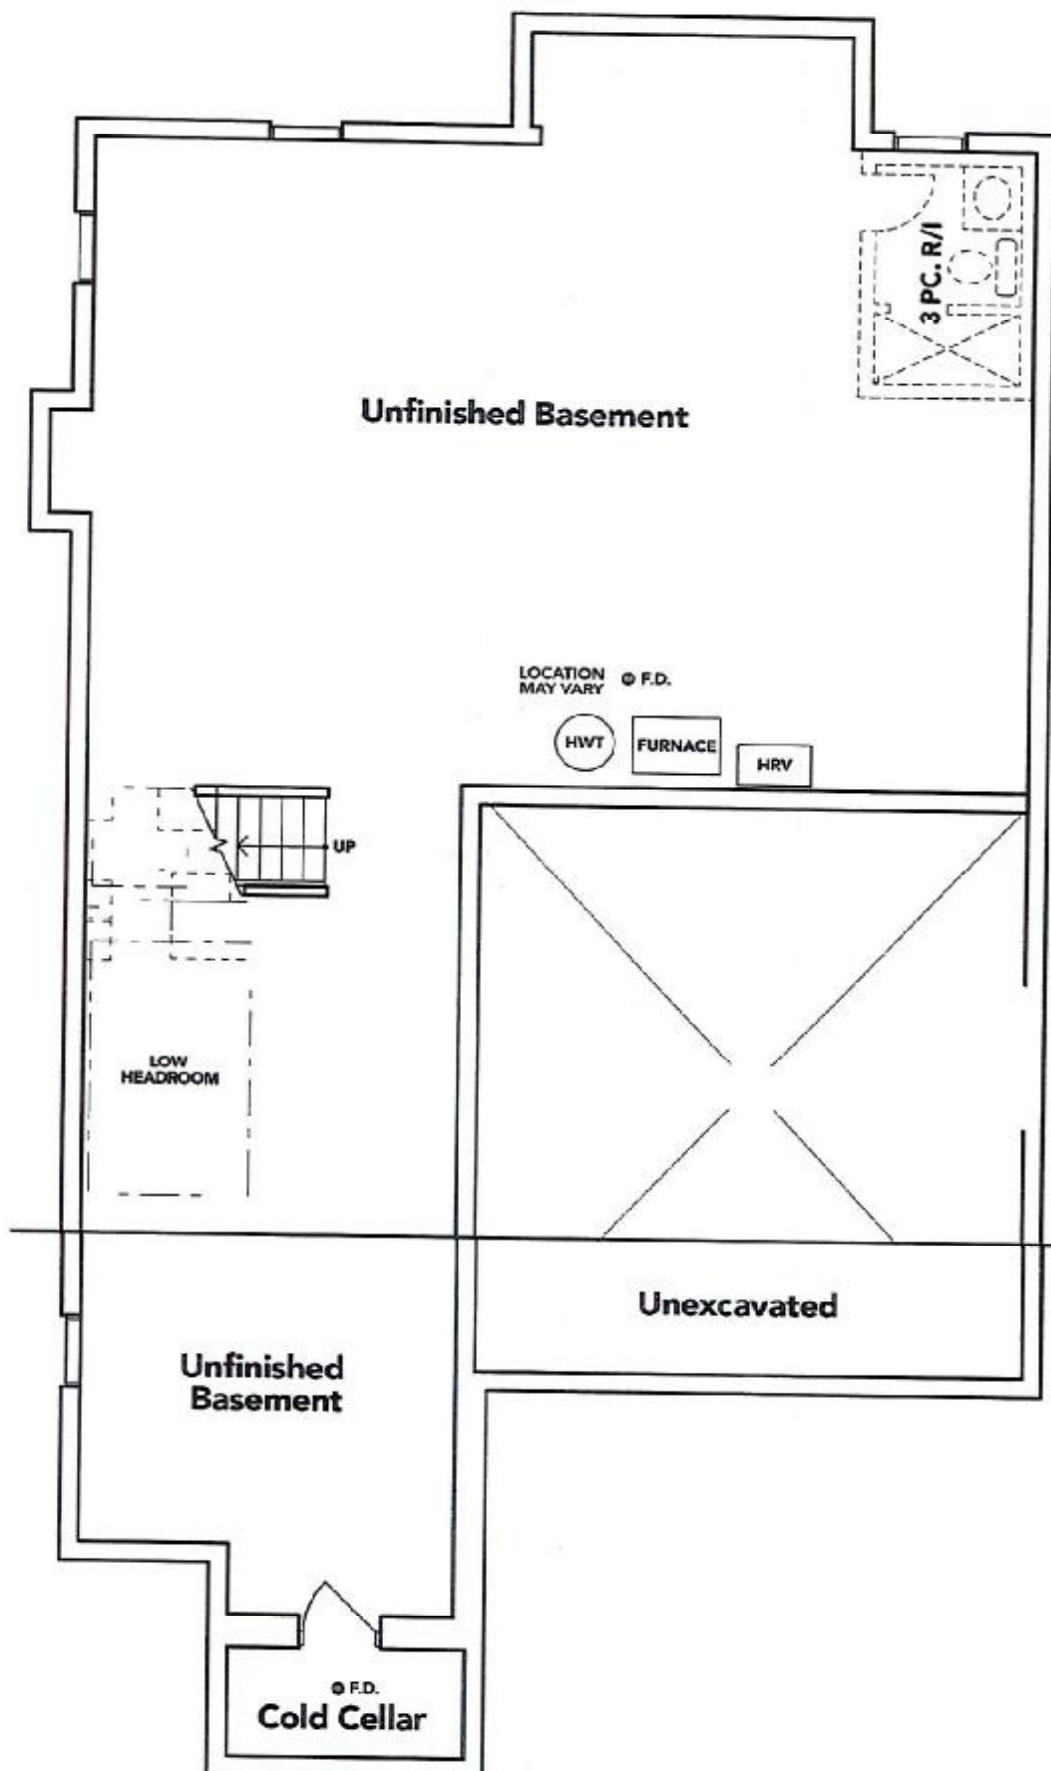 3 PC. R/I
Unfinished Basement
LOCATION
MAY VARY
F.D.
HWT
FURNACE
HRV
UP
LOW
HEADROOM
Unexcavated
Unfinished
Basement
F.D.
Cold Cellar